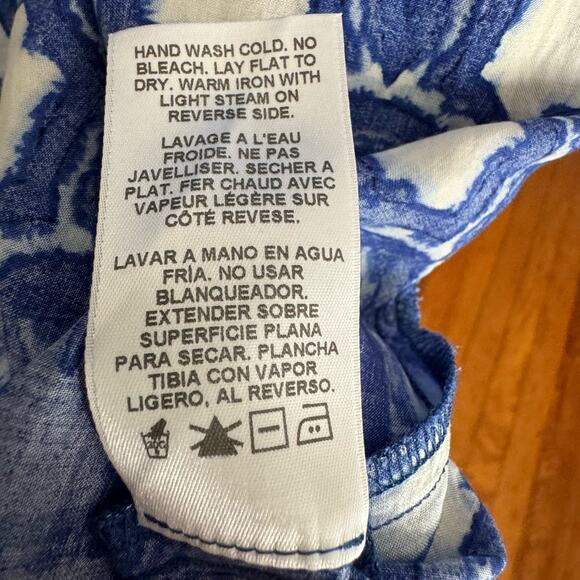 HAND WASH COLD. NO
BLEACH. LAY FLAT TO
DRY. WARM IRON WITH
LIGHT STEAM ON
REVERSE SIDE.
LAVAGE A L'EAU
FROIDE. NE PAS
JAVELLISER. SECHER A
PLAT. FER CHAUD AVEC
VAPEUR LÉGÈRE SUR
CÔTÉ REVESE.
LAVAR A MANO EN AGUA
FRÍA. NO USAR
BLANQUEADOR.
EXTENDER SOBRE
SUPERFICIE PLANA
PARA SECAR. PLANCHA
TIBIA CON VAPOR
LIGERO, AL REVERSO.